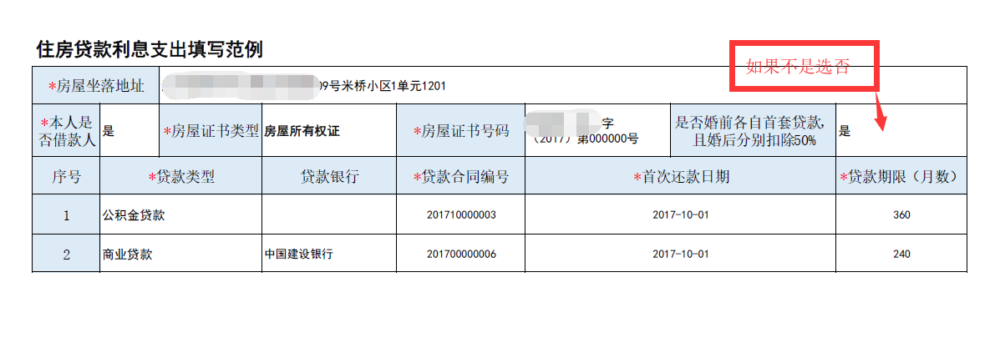 住房贷款利息支出填写范例
如果不是选否
*房屋坐落地址 09号米桥小区1单元1201
*本人是否借款人 是 *房屋证书类型 房屋所有权证 *房屋证书号码 字（2017）第000000号 是否婚前各自首套贷款,且婚后分别扣除50% 是
序号 *贷款类型 贷款银行 *贷款合同编号 *首次还款日期 *贷款期限（月数）
1 公积金贷款 201710000003 2017-10-01 360
2 商业贷款 中国建设银行 201700000006 2017-10-01 240